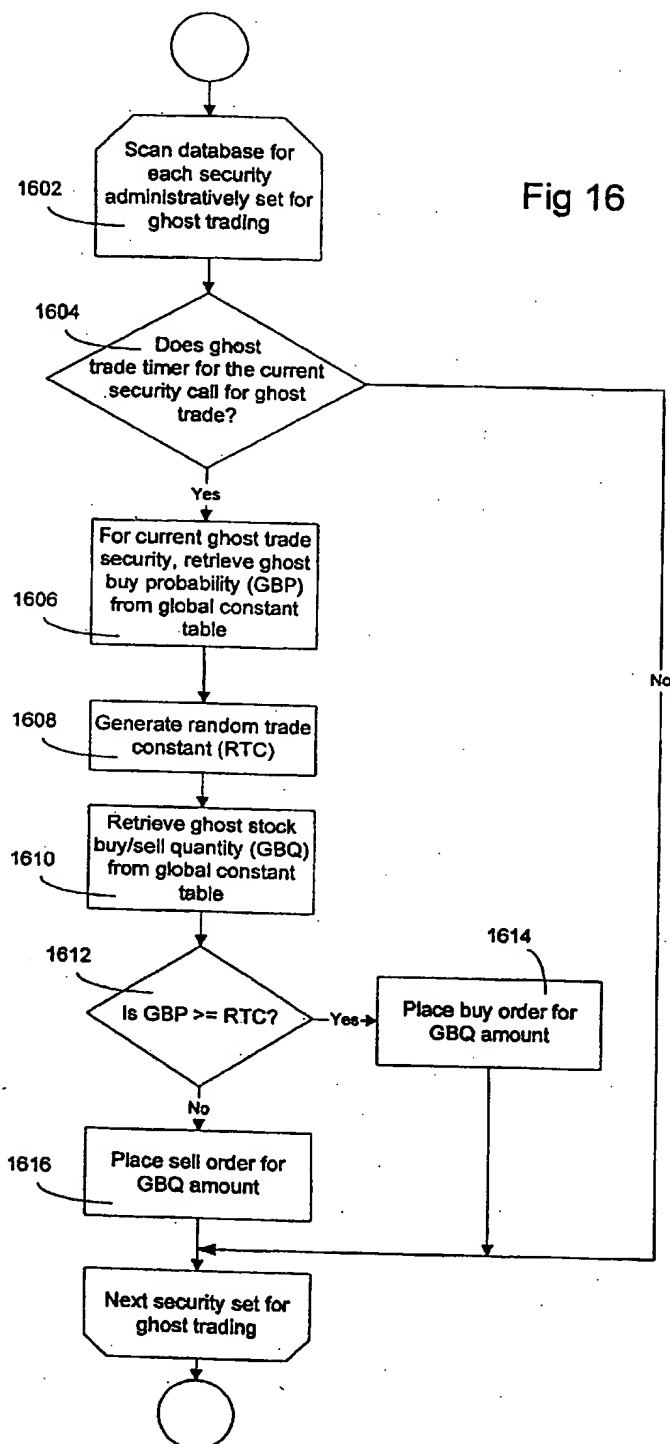 Fig 16
1602
Scan database for
each security
administratively set for
ghost trading
1604
Does ghost
trade timer for the current
security call for ghost
trade?
Yes
No
1606
For current ghost trade
security, retrieve ghost
buy probability (GBP)
from global constant
table
1608
Generate random trade
constant (RTC)
1610
Retrieve ghost stock
buy/sell quantity (GBQ)
from global constant
table
1612
Is GBP >= RTC?
Yes
1614
Place buy order for
GBQ amount
No
1616
Place sell order for
GBQ amount
Next security set for
ghost trading